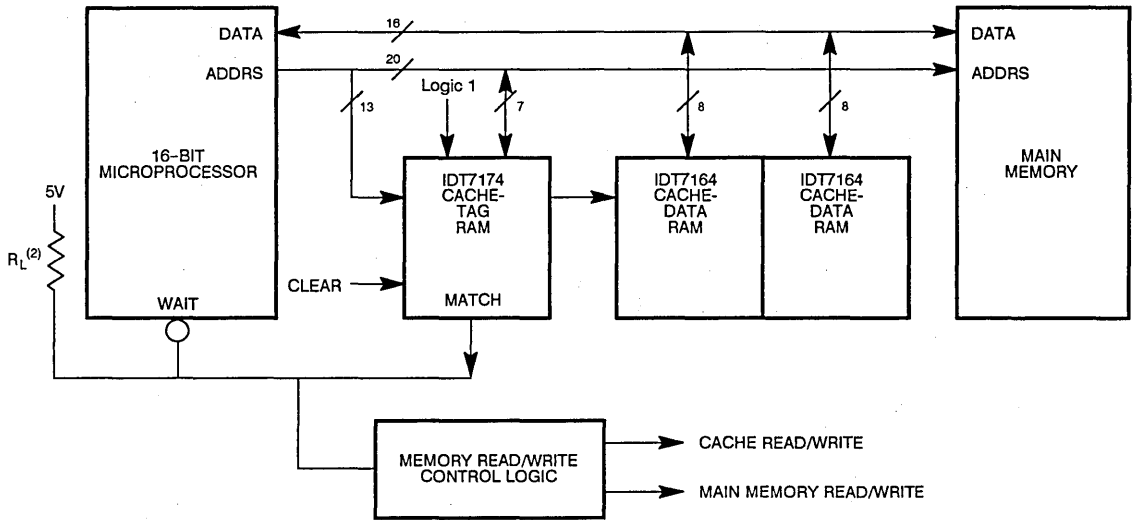 DATA
16
DATA
ADDRS
20
ADDRS
Logic 1
13
7
8
8
16-BIT
MICROPROCESSOR
IDT7174
CACHE-
TAG
RAM
IDT7164
CACHE-
DATA
RAM
IDT7164
CACHE-
DATA
RAM
MAIN
MEMORY
5V
RL(2)
CLEAR
WAIT
MATCH
MEMORY READ/WRITE
CONTROL LOGIC
CACHE READ/WRITE
MAIN MEMORY READ/WRITE